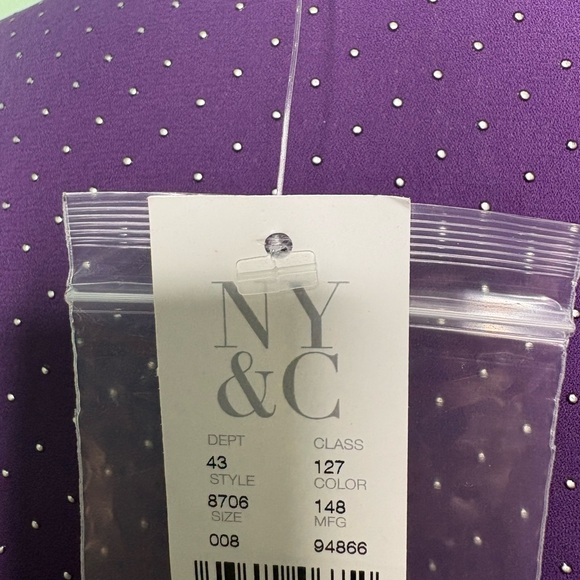 NY
&C
DEPT CLASS
43 127
STYLE COLOR
8706 148
SIZE MFG
008 94866